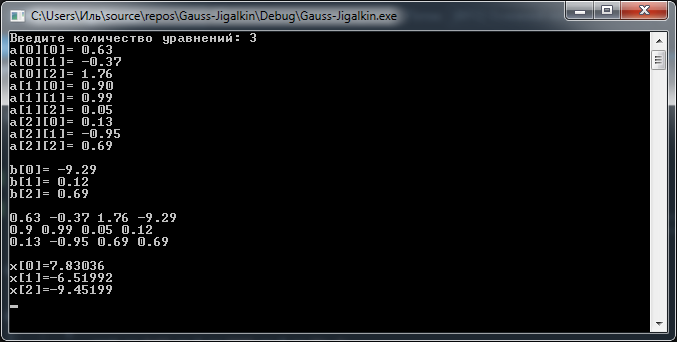 C:\Users\Иль\source\repos\Gauss-Jigalkin\Debug\Gauss-Jigalkin.exe
Введите количество уравнений: 3
a[0][0]= 0.63
a[0][1]= -0.37
a[0][2]= 1.76
a[1][0]= 0.90
a[1][1]= 0.99
a[1][2]= 0.05
a[2][0]= 0.13
a[2][1]= -0.95
a[2][2]= 0.69
b[0]= -9.29
b[1]= 0.12
b[2]= 0.69
0.63 -0.37 1.76 -9.29
0.9 0.99 0.05 0.12
0.13 -0.95 0.69 0.69
x[0]=7.83036
x[1]=-6.51992
x[2]=-9.45199